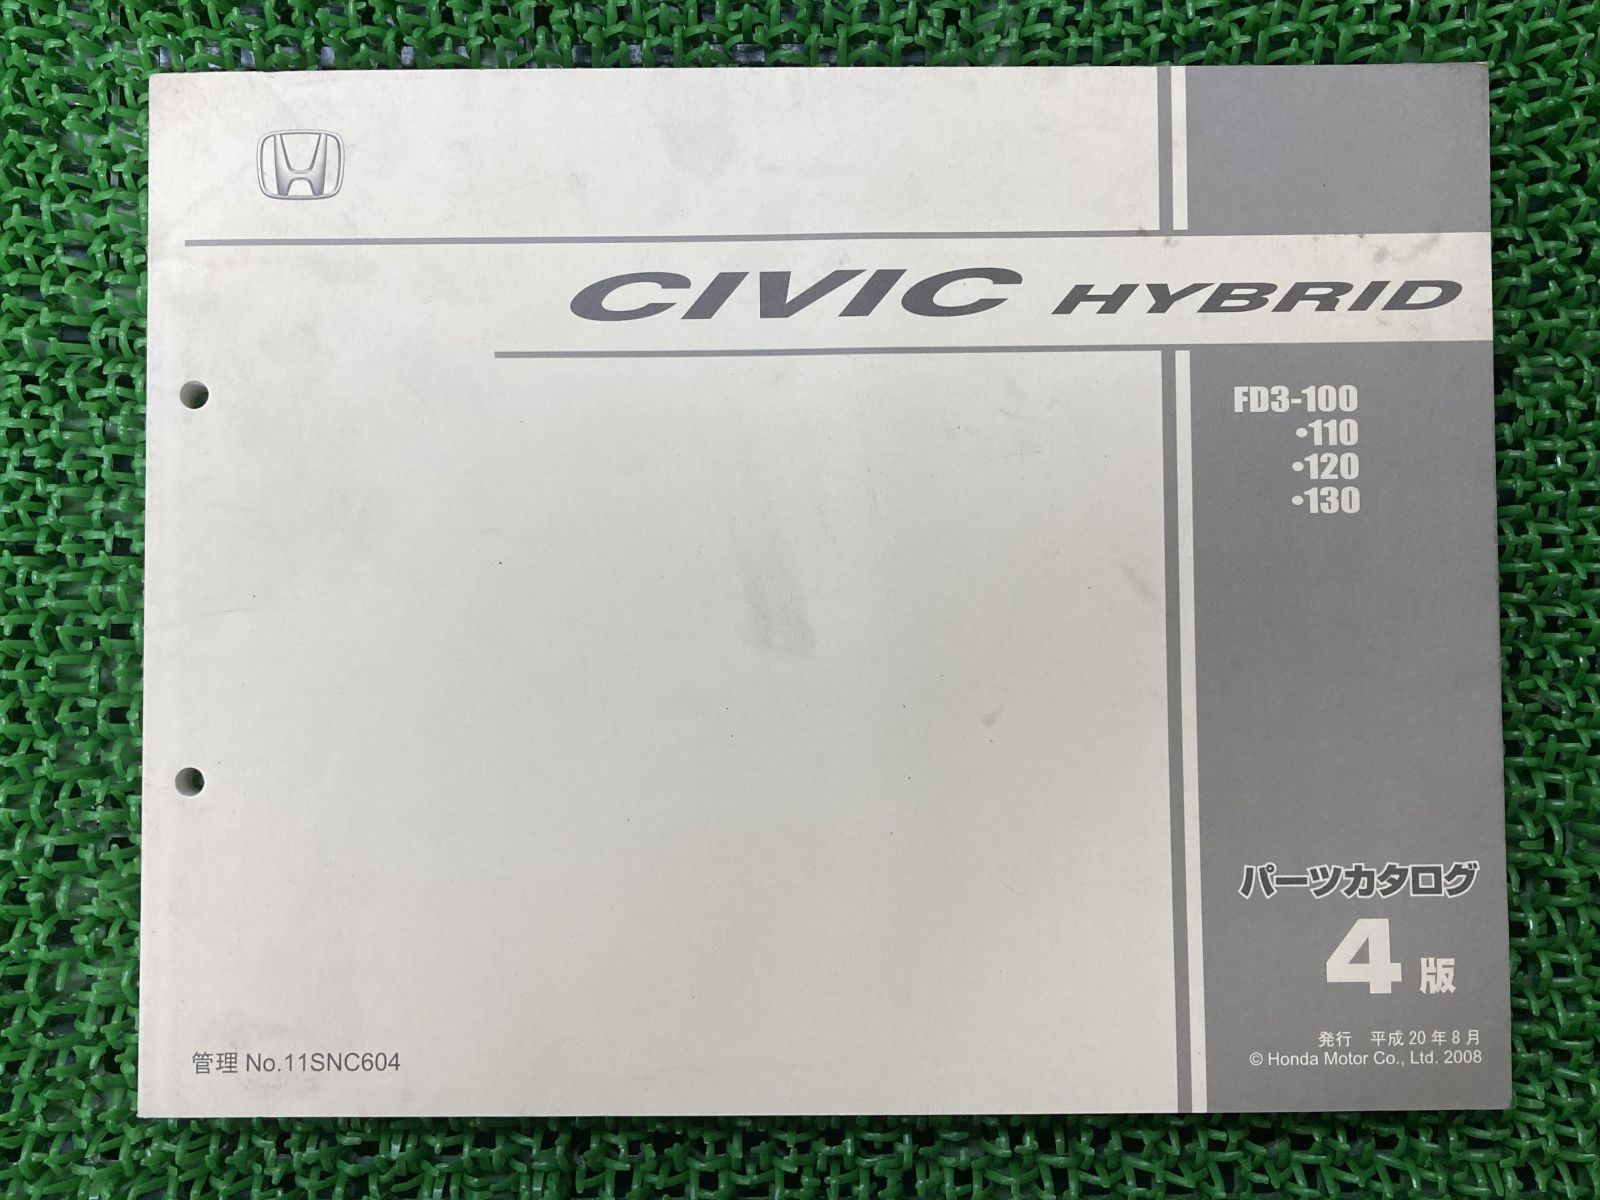 CIVIC HYBRID
FD3-100
•110
•120
•130
パーツカタログ
4版
発行 平成20年8月
© Honda Motor Co., Ltd. 2008
管理 No.11SNC604